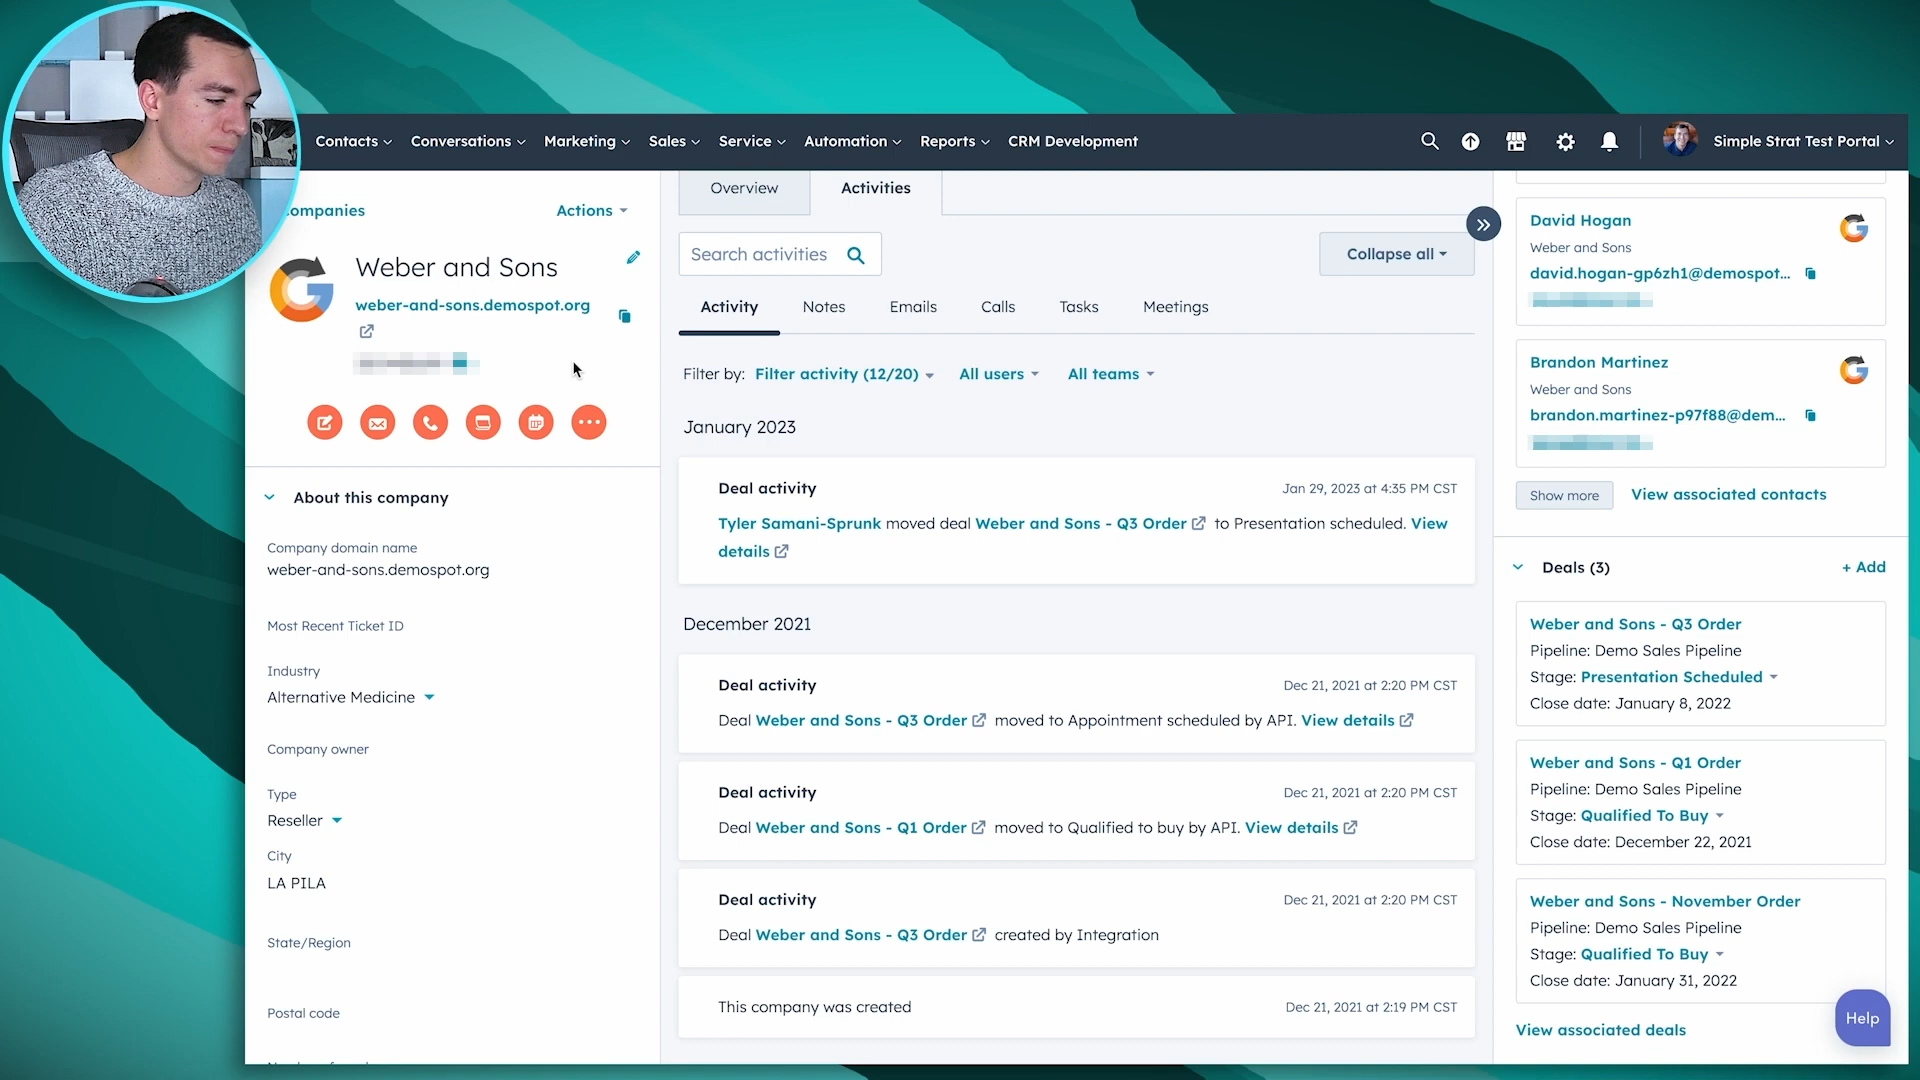 Contacts
Conversations
Marketing
Sales
Service
Automation
Reports
CRM Development
Simple Strat Test Portal
ompanies
Actions
Weber and Sons
weber-and-sons.demospot.org
About this company
Company domain name
weber-and-sons.demospot.org
Most Recent Ticket ID
Industry
Alternative Medicine
Company owner
Type
Reseller
City
LA PILA
State/Region
Postal code
Overview
Activities
Search activities
Collapse all
Activity
Notes
Emails
Calls
Tasks
Meetings
Filter by: Filter activity (12/20)
All users
All teams
January 2023
Deal activity
Jan 29, 2023 at 4:35 PM CST
Tyler Samani-Sprunk moved deal Weber and Sons - Q3 Order to Presentation scheduled. View
details
December 2021
Deal activity
Dec 21, 2021 at 2:20 PM CST
Deal Weber and Sons - Q3 Order moved to Appointment scheduled by API. View details
Deal activity
Dec 21, 2021 at 2:20 PM CST
Deal Weber and Sons - Q1 Order moved to Qualified to buy by API. View details
Deal activity
Dec 21, 2021 at 2:20 PM CST
Deal Weber and Sons - Q3 Order created by Integration
This company was created
Dec 21, 2021 at 2:19 PM CST
David Hogan
Weber and Sons
david.hogan-gp6zh1@demospot...
Brandon Martinez
Weber and Sons
brandon.martinez-p97f88@dem...
Show more
View associated contacts
Deals (3)
+ Add
Weber and Sons - Q3 Order
Pipeline: Demo Sales Pipeline
Stage: Presentation Scheduled
Close date: January 8, 2022
Weber and Sons - Q1 Order
Pipeline: Demo Sales Pipeline
Stage: Qualified To Buy
Close date: December 22, 2021
Weber and Sons - November Order
Pipeline: Demo Sales Pipeline
Stage: Qualified To Buy
Close date: January 31, 2022
View associated deals
Help